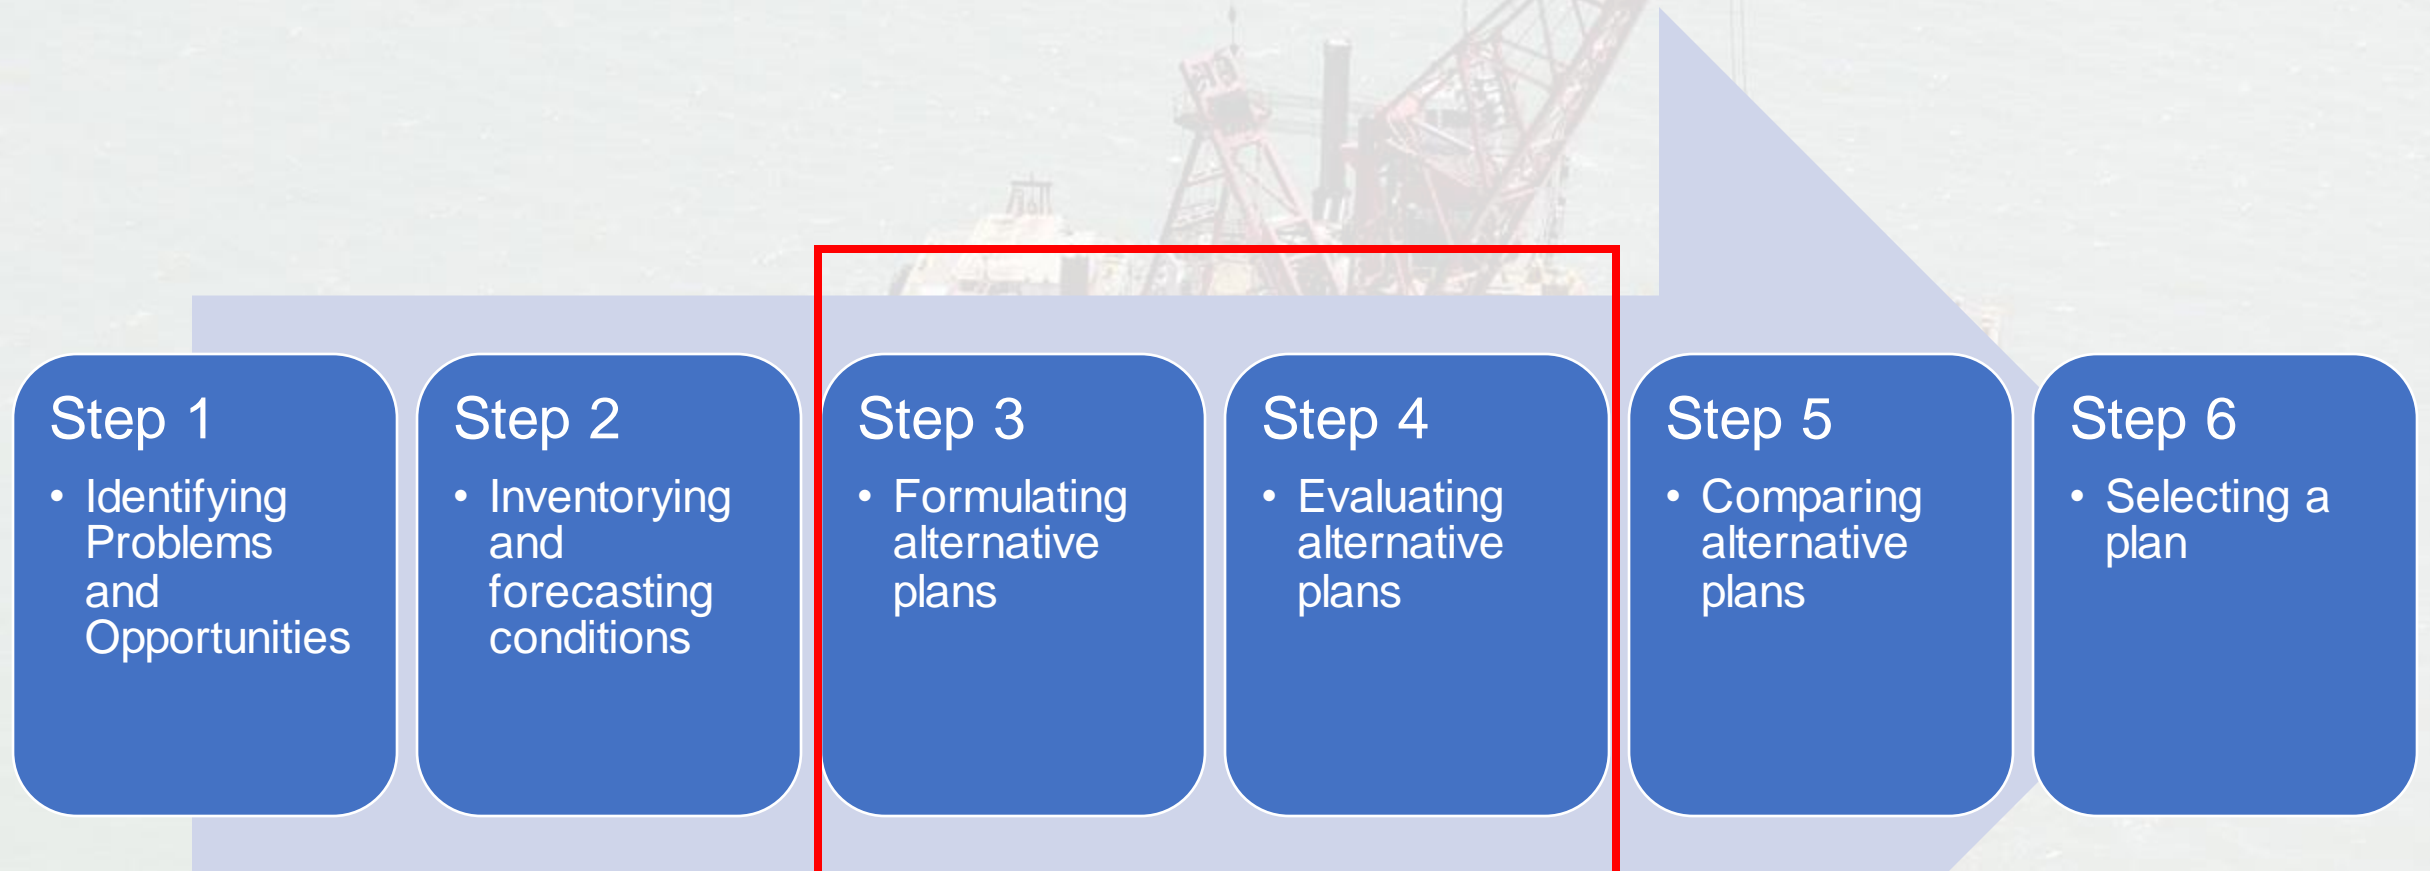 Step 1
• Identifying
Problems
and
Opportunities
Step 2
• Inventorying
and
forecasting
conditions
Step 3
• Formulating
alternative
plans
Step 4
• Evaluating
alternative
plans
Step 5
• Comparing
alternative
plans
Step 6
• Selecting a
plan